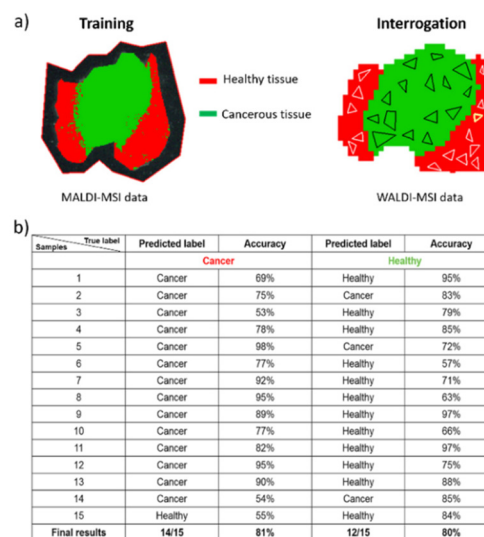 a)
Training
Interrogation
Healthy tissue
Cancerous tissue
MALDI-MSI data
WALDI-MSI data
b)
Samples True label Predicted label Accuracy Predicted label Accuracy
Cancer Healthy
1 Cancer 69% Healthy 95%
2 Cancer 75% Cancer 83%
3 Cancer 53% Healthy 79%
4 Cancer 78% Healthy 85%
5 Cancer 98% Cancer 72%
6 Cancer 77% Healthy 57%
7 Cancer 92% Healthy 71%
8 Cancer 95% Healthy 63%
9 Cancer 89% Healthy 97%
10 Cancer 77% Healthy 66%
11 Cancer 82% Healthy 97%
12 Cancer 95% Healthy 75%
13 Cancer 90% Healthy 88%
14 Cancer 54% Cancer 85%
15 Healthy 55% Healthy 84%
Final results 14/15 81% 12/15 80%